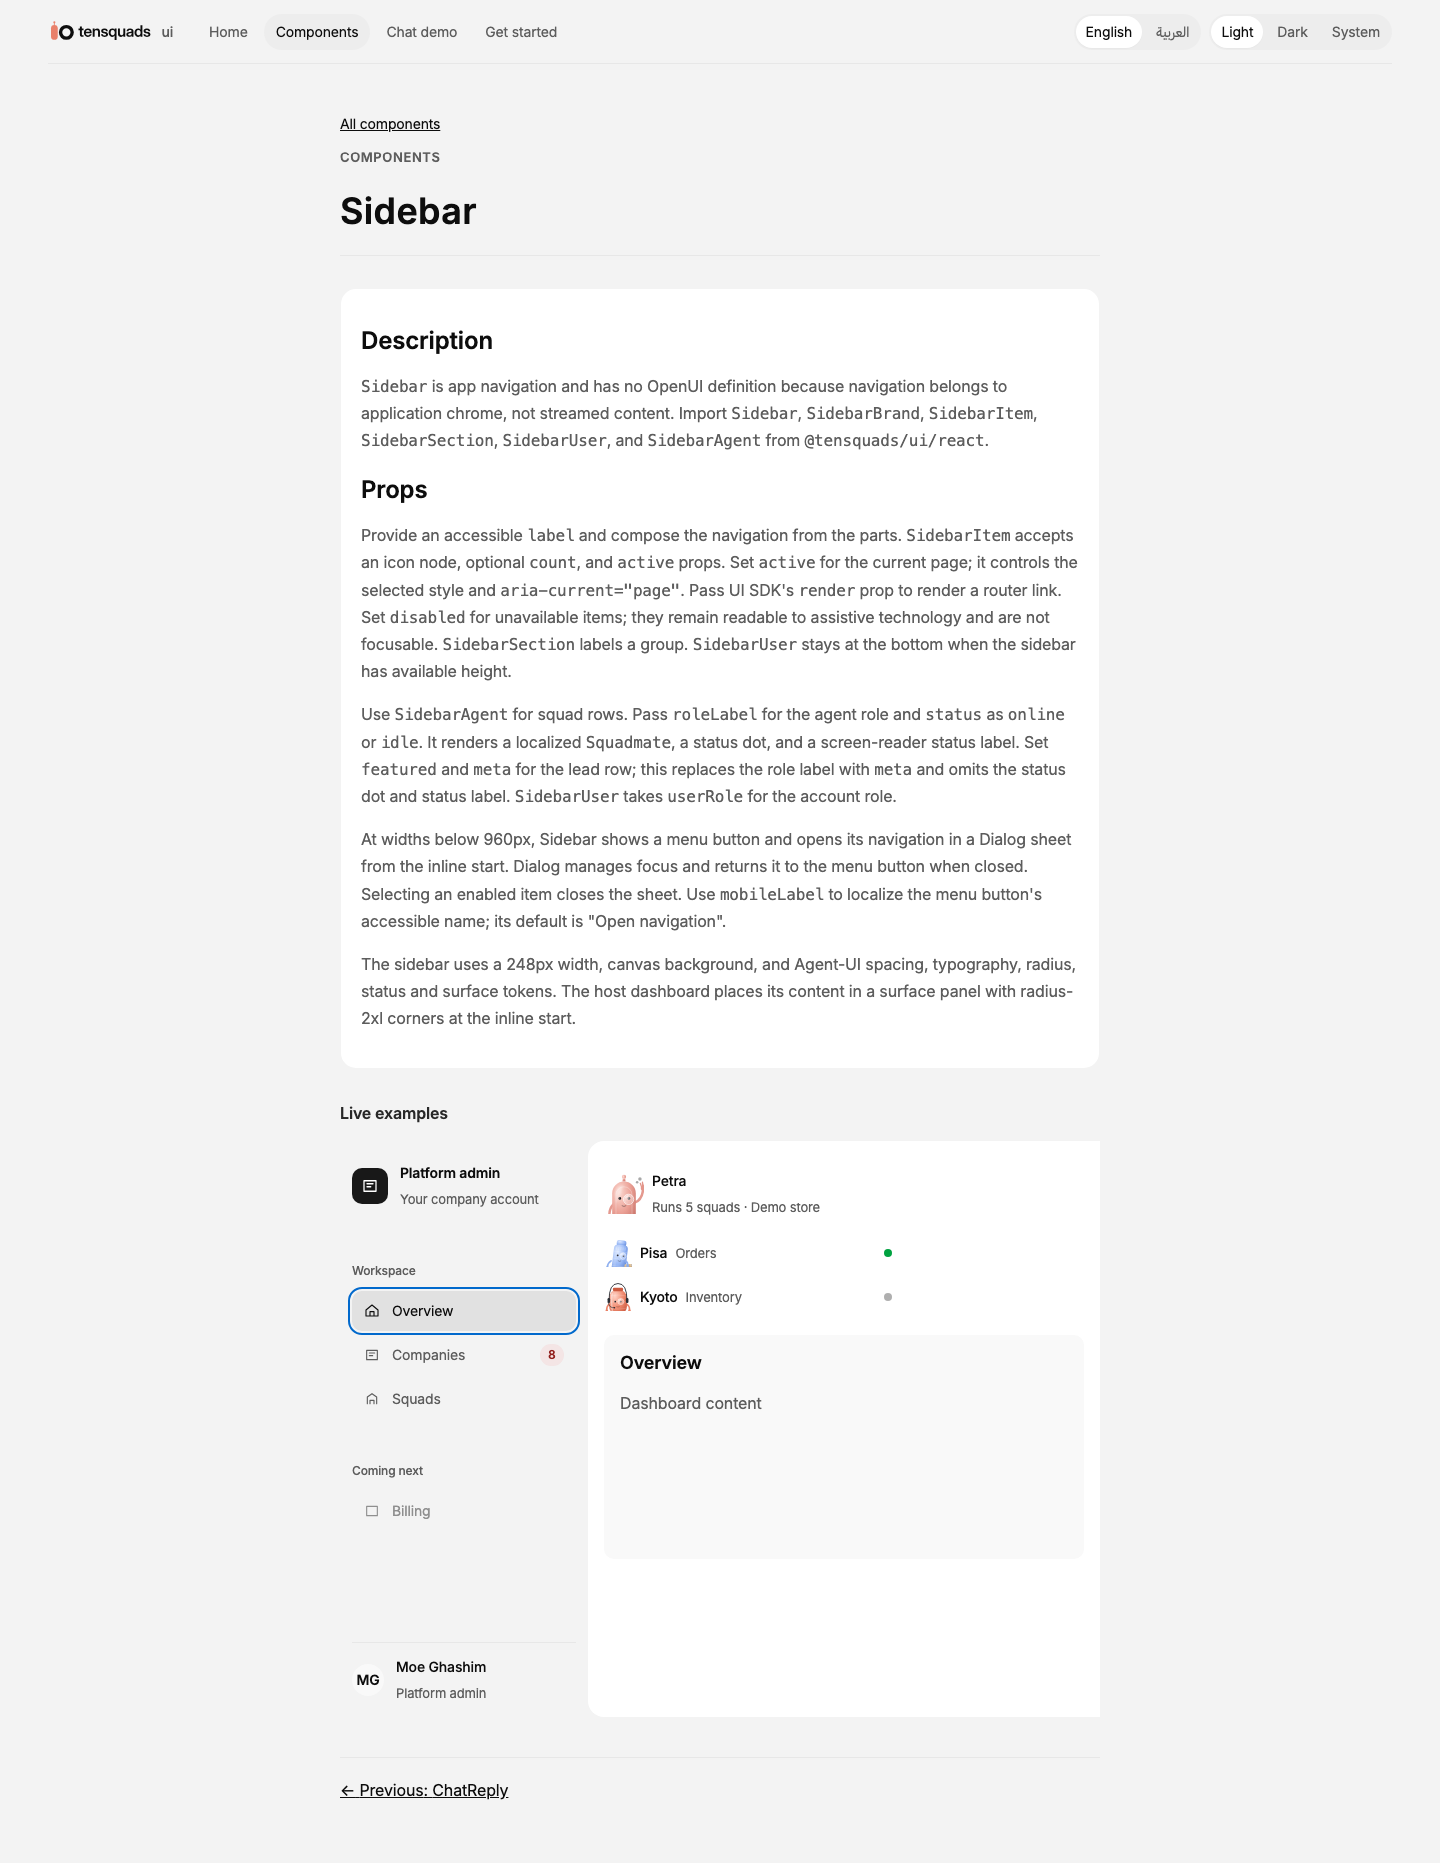 tensquads ui
Home
Components
Chat demo
Get started
English
العربية
Light
Dark
System
All components
COMPONENTS
Sidebar
Description
Sidebar is app navigation and has no OpenUI definition because navigation belongs to
application chrome, not streamed content. Import Sidebar, SidebarBrand, SidebarItem,
SidebarSection, SidebarUser, and SidebarAgent from @tensquads/ui/react.
Props
Provide an accessible label and compose the navigation from the parts. SidebarItem accepts
an icon node, optional count, and active props. Set active for the current page; it controls the
selected style and aria-current="page". Pass UI SDK's render prop to render a router link.
Set disabled for unavailable items; they remain readable to assistive technology and are not
focusable. SidebarSection labels a group. SidebarUser stays at the bottom when the sidebar
has available height.
Use SidebarAgent for squad rows. Pass roleLabel for the agent role and status as online
or idle. It renders a localized Squadmate, a status dot, and a screen-reader status label. Set
featured and meta for the lead row; this replaces the role label with meta and omits the status
dot and status label. SidebarUser takes userRole for the account role.
At widths below 960px, Sidebar shows a menu button and opens its navigation in a Dialog sheet
from the inline start. Dialog manages focus and returns it to the menu button when closed.
Selecting an enabled item closes the sheet. Use mobileLabel to localize the menu button's
accessible name; its default is "Open navigation".
The sidebar uses a 248px width, canvas background, and Agent-UI spacing, typography, radius,
status and surface tokens. The host dashboard places its content in a surface panel with radius-
2xl corners at the inline start.
Live examples
Platform admin
Your company account
Workspace
Overview
Companies 8
Squads
Coming next
Billing
MG
Moe Ghashim
Platform admin
Petra
Runs 5 squads · Demo store
Pisa Orders
Kyoto Inventory
Overview
Dashboard content
← Previous: ChatReply